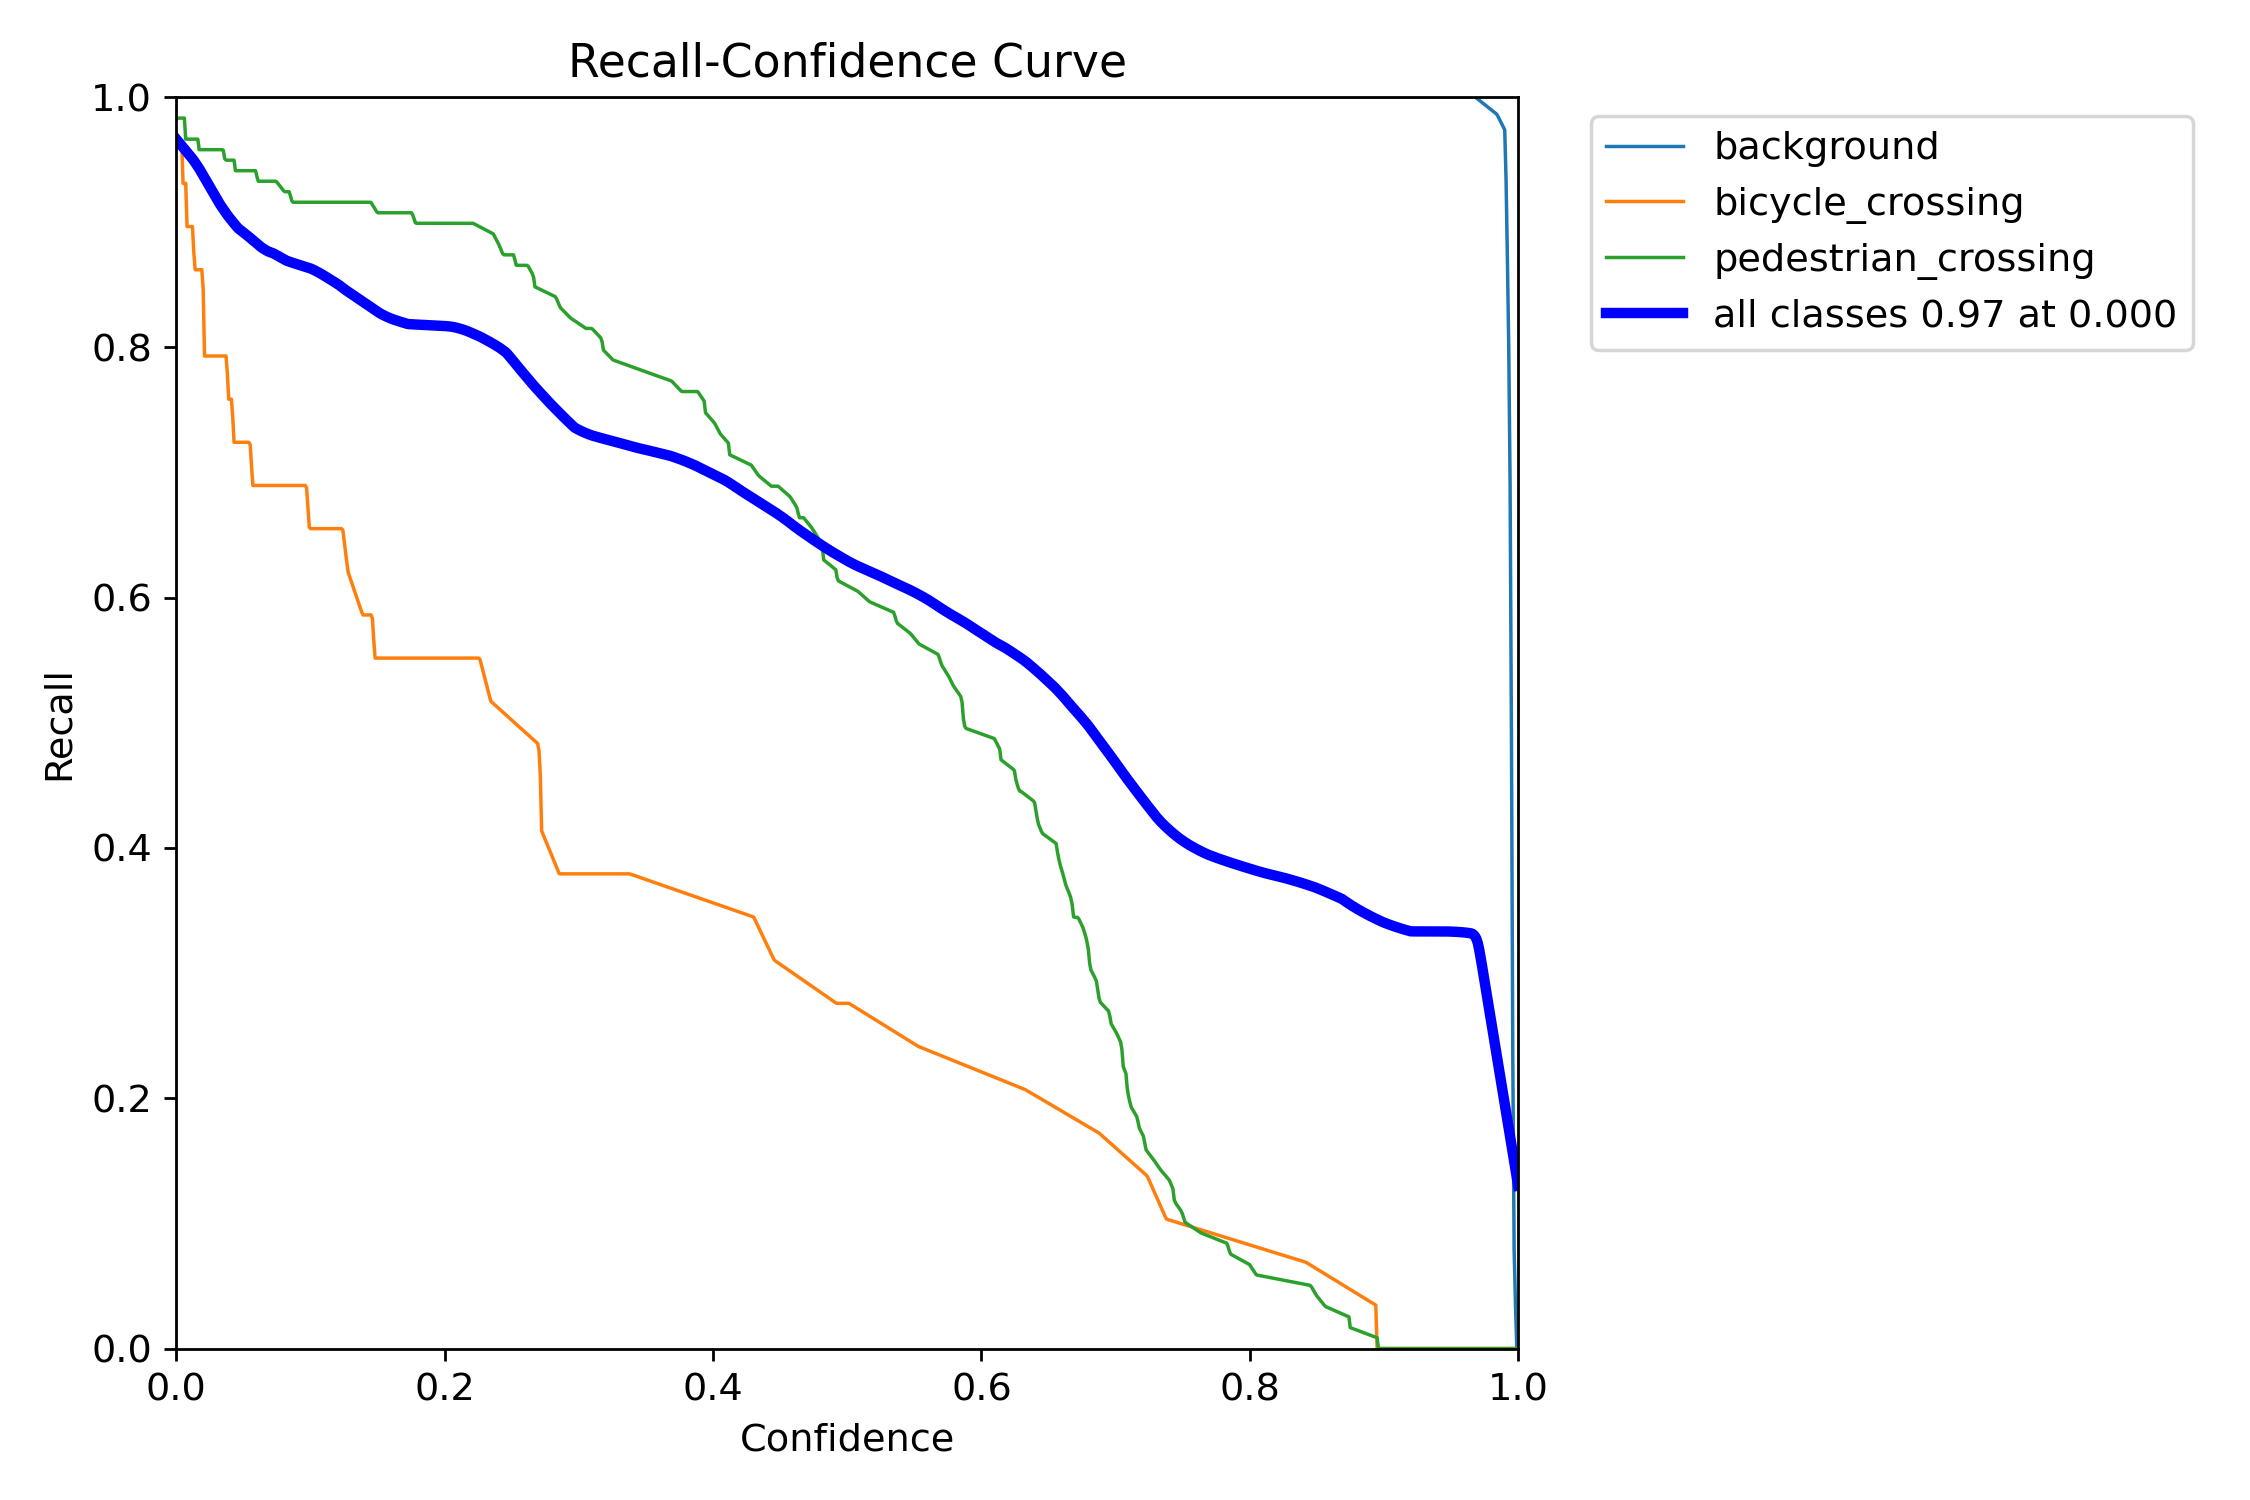 Recall-Confidence Curve
1.0
0.8
0.6
0.4
0.2
0.0
Recall
0.0 0.2 0.4 0.6 0.8 1.0
Confidence
background
bicycle_crossing
pedestrian_crossing
all classes 0.97 at 0.000